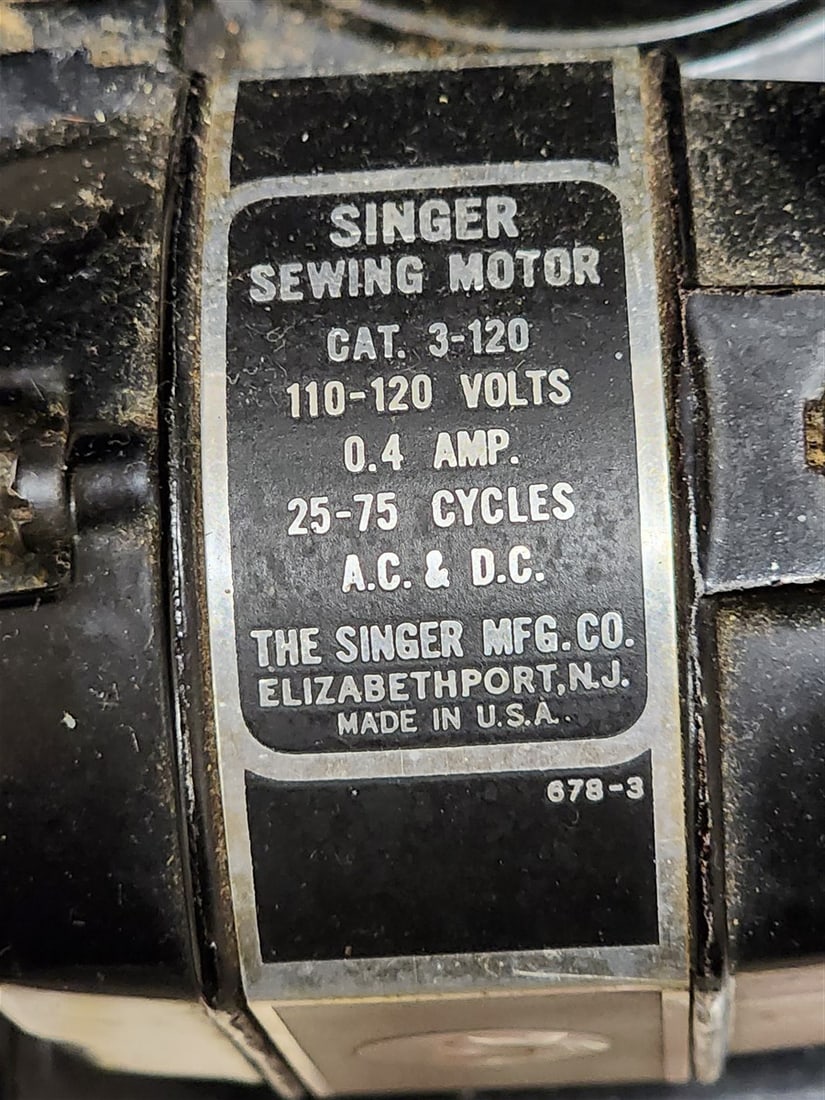 SINGER
SEWING MOTOR
CAT. 3-120
110-120 VOLTS
0.4 AMP.
25-75 CYCLES
A.C. & D.C.
THE SINGER MFG. CO.
ELIZABETHPORT, N.J.
MADE IN U.S.A.
678-3